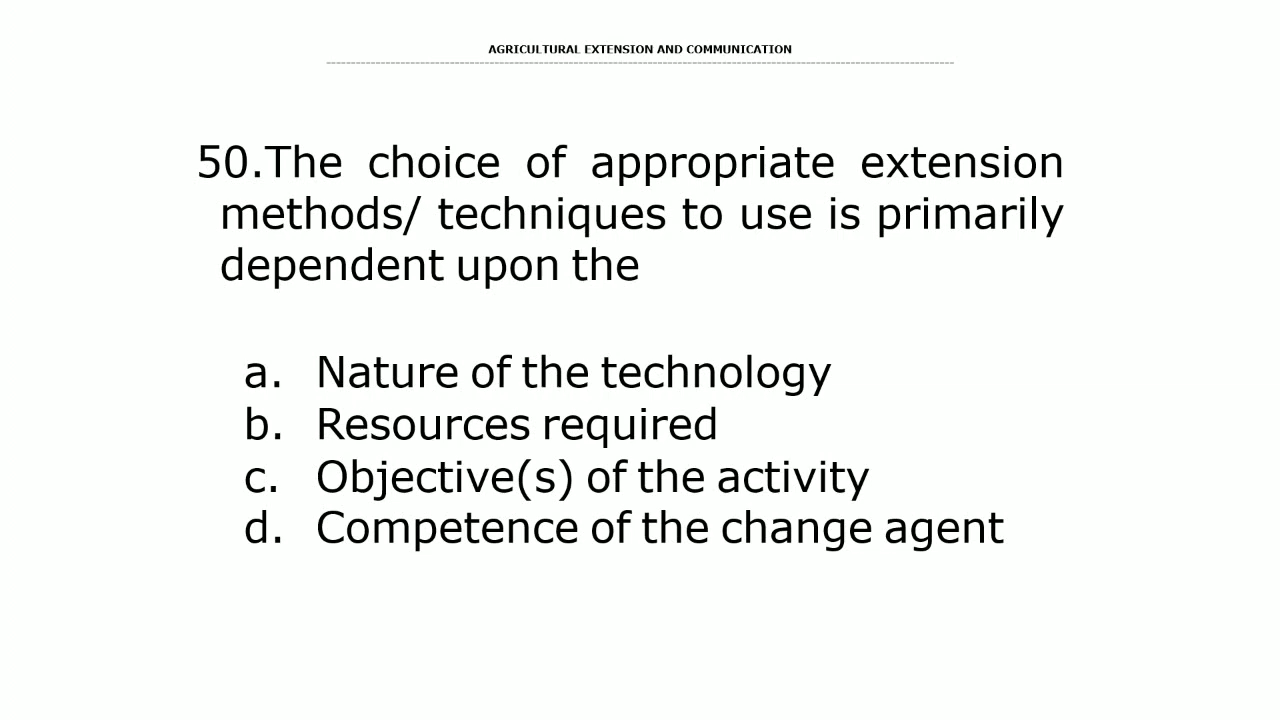 AGRICULTURAL EXTENSION AND COMMUNICATION
50.The choice of appropriate extension
methods/ techniques to use is primarily
dependent upon the
a. Nature of the technology
b. Resources required
c. Objective(s) of the activity
d. Competence of the change agent